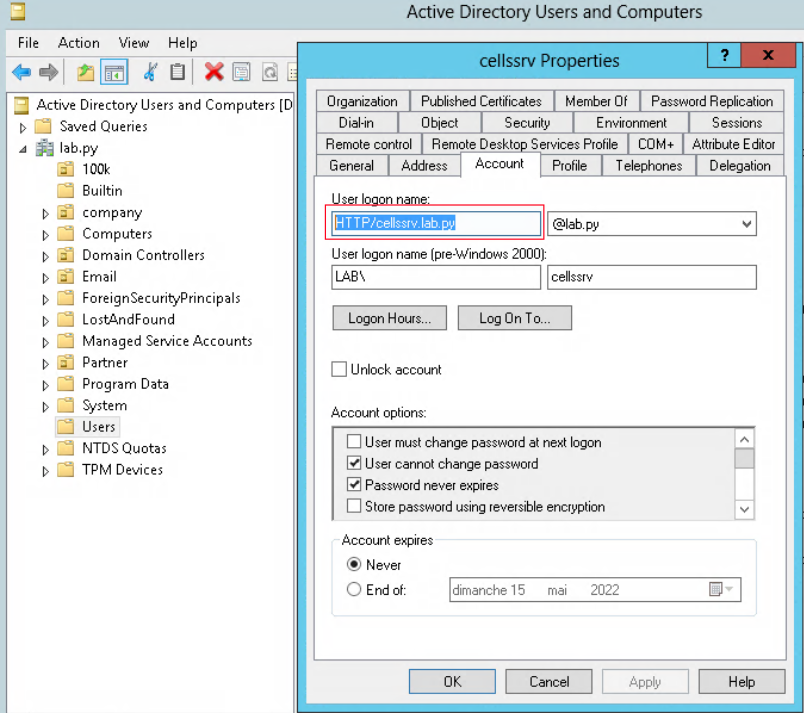 Active Directory Users and Computers
File Action View Help
Active Directory Users and Computers [D
Saved Queries
lab.py
100k
Builtin
company
Computers
Domain Controllers
Email
ForeignSecurityPrincipals
LostAndFound
Managed Service Accounts
Partner
Program Data
System
Users
NTDS Quotas
TPM Devices
cellssrv Properties
? x
Organization Published Certificates Member Of Password Replication
Dial-in Object Security Environment Sessions
Remote control Remote Desktop Services Profile COM+ Attribute Editor
General Address Account Profile Telephones Delegation
User logon name:
HTTP/cellssrv.lab.py @lab.py
User logon name (pre-Windows 2000):
LAB\ cellssrv
Logon Hours... Log On To...
Unlock account
Account options:
User must change password at next logon
User cannot change password
Password never expires
Store password using reversible encryption
Account expires
Never
End of: dimanche 15 mai 2022
OK Cancel Apply Help